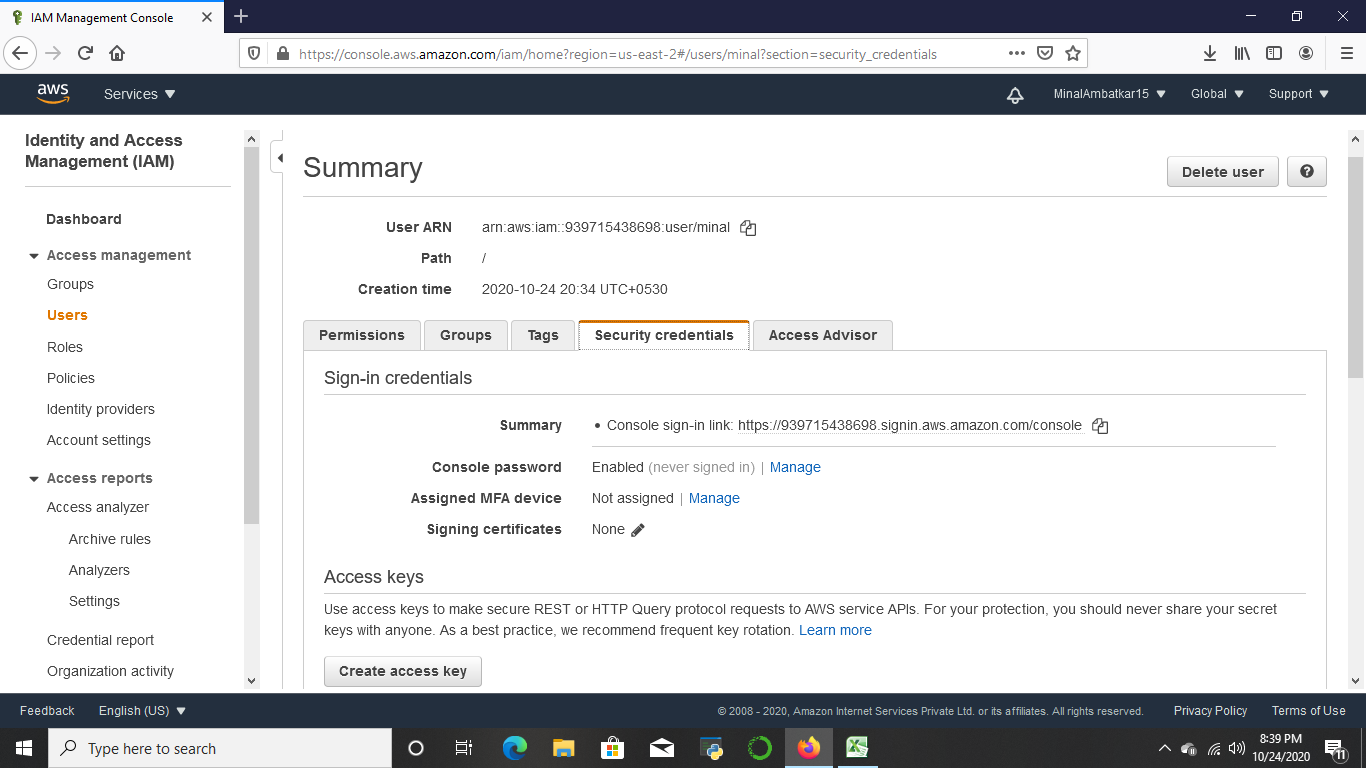 IAM Management Console
https://console.aws.amazon.com/iam/home?region=us-east-2#/users/minal?section=security_credentials
aws
Services
MinalAmbatkar15
Global
Support
Identity and Access
Management (IAM)
Dashboard
Access management
Groups
Users
Roles
Policies
Identity providers
Account settings
Access reports
Access analyzer
Archive rules
Analyzers
Settings
Credential report
Organization activity
Summary
Delete user
?
User ARN arn:aws:iam::939715438698:user/minal
Path /
Creation time 2020-10-24 20:34 UTC+0530
Permissions
Groups
Tags
Security credentials
Access Advisor
Sign-in credentials
Summary • Console sign-in link: https://939715438698.signin.aws.amazon.com/console
Console password Enabled (never signed in) | Manage
Assigned MFA device Not assigned | Manage
Signing certificates None
Access keys
Use access keys to make secure REST or HTTP Query protocol requests to AWS service APIs. For your protection, you should never share your secret
keys with anyone. As a best practice, we recommend frequent key rotation. Learn more
Create access key
Feedback
English (US)
© 2008 - 2020, Amazon Internet Services Private Ltd. or its affiliates. All rights reserved.
Privacy Policy
Terms of Use
Type here to search
8:39 PM
10/24/2020
11